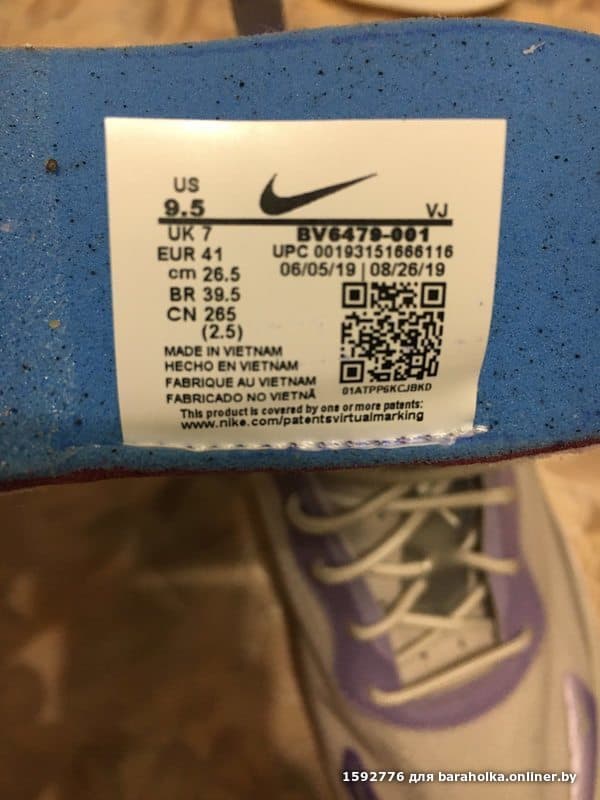 US
9.5
VJ
UK 7
BV6479-001
EUR 41
UPC 00193151666116
cm 26.5
06/05/19 | 08/26/19
BR 39.5
CN 265
(2.5)
MADE IN VIETNAM
HECHO EN VIETNAM
FABRIQUE AU VIETNAM
FABRICADO NO VIETNÃ
01ATPP6KCJBKD
This product is covered by one or more patents:
www.nike.com/patentsvirtualmarking
1592776 для baraholka.onliner.by